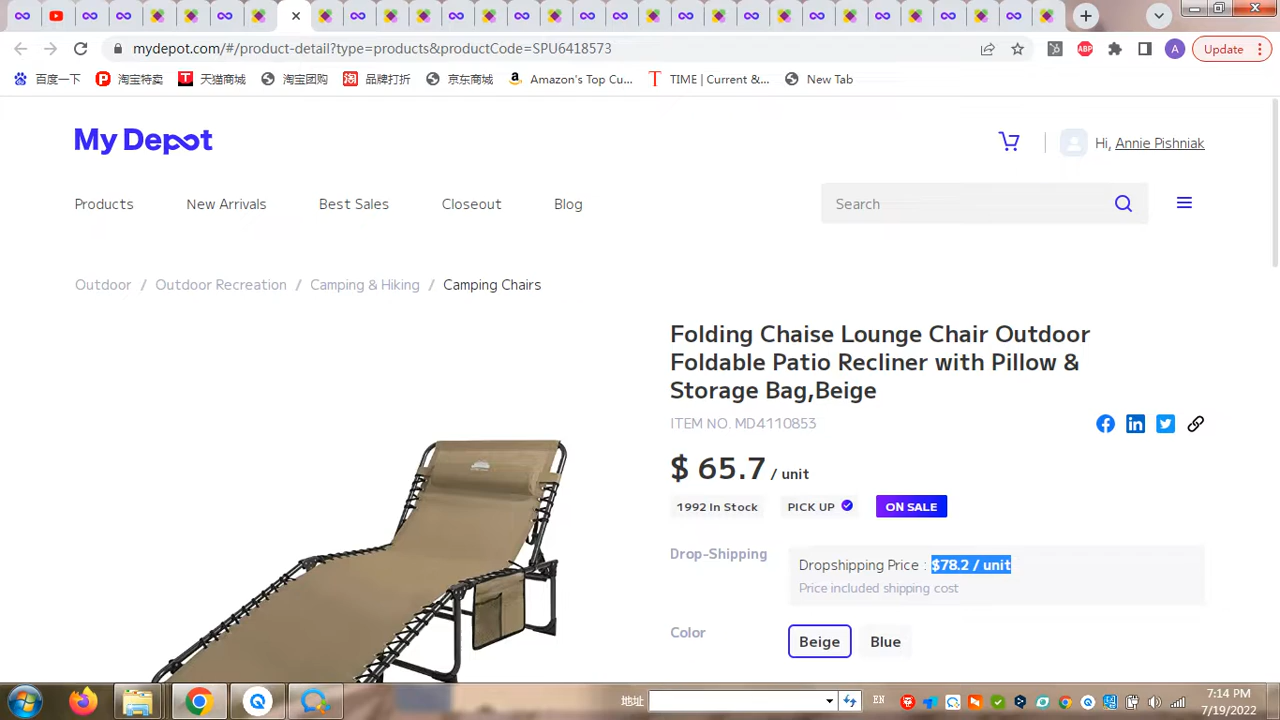 mydepot.com/#/product-detail?type=products&productCode=SPU6418573
ABP
A
Update
百度一下
淘宝特卖
天猫商城
淘宝团购
品牌打折
京东商城
Amazon's Top Cu...
TIME | Current &...
New Tab
My Depot
Hi, Annie Pishniak
Products
New Arrivals
Best Sales
Closeout
Blog
Search
Outdoor / Outdoor Recreation / Camping & Hiking / Camping Chairs
Folding Chaise Lounge Chair Outdoor
Foldable Patio Recliner with Pillow &
Storage Bag,Beige
ITEM NO. MD4110853
$ 65.7 / unit
1992 In Stock
PICK UP
ON SALE
Drop-Shipping
Dropshipping Price : $78.2 / unit
Price included shipping cost
Color
Beige
Blue
地址
EN
7:14 PM
7/19/2022